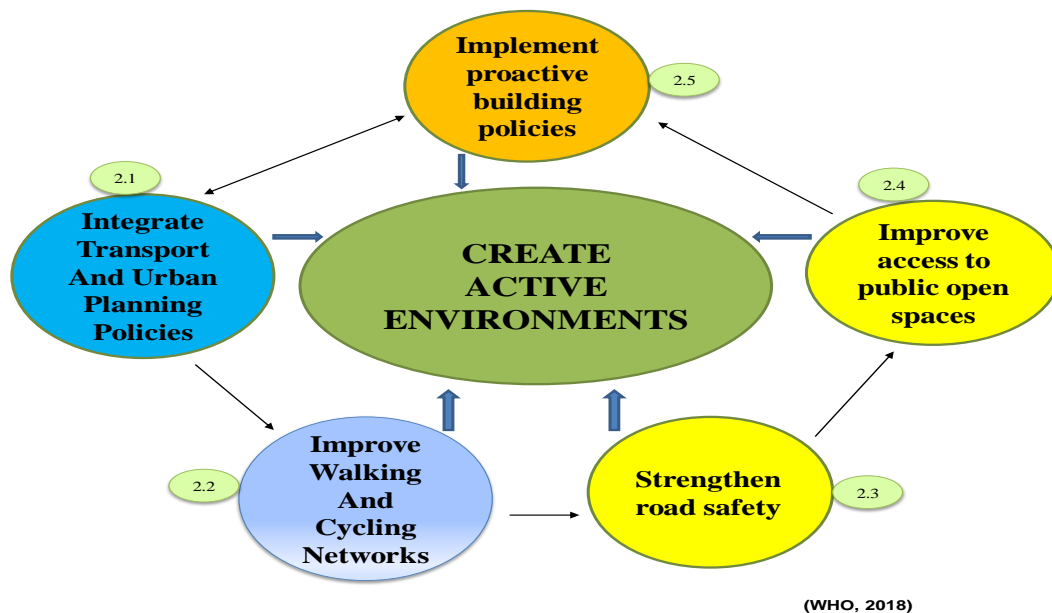 Implement
proactive
building
policies
2.5
2.1
Integrate
Transport
And Urban
Planning
Policies
CREATE
ACTIVE
ENVIRONMENTS
2.4
Improve
access to
public open
spaces
2.2
Improve
Walking
And
Cycling
Networks
Strengthen
road safety
2.3
(WHO, 2018)